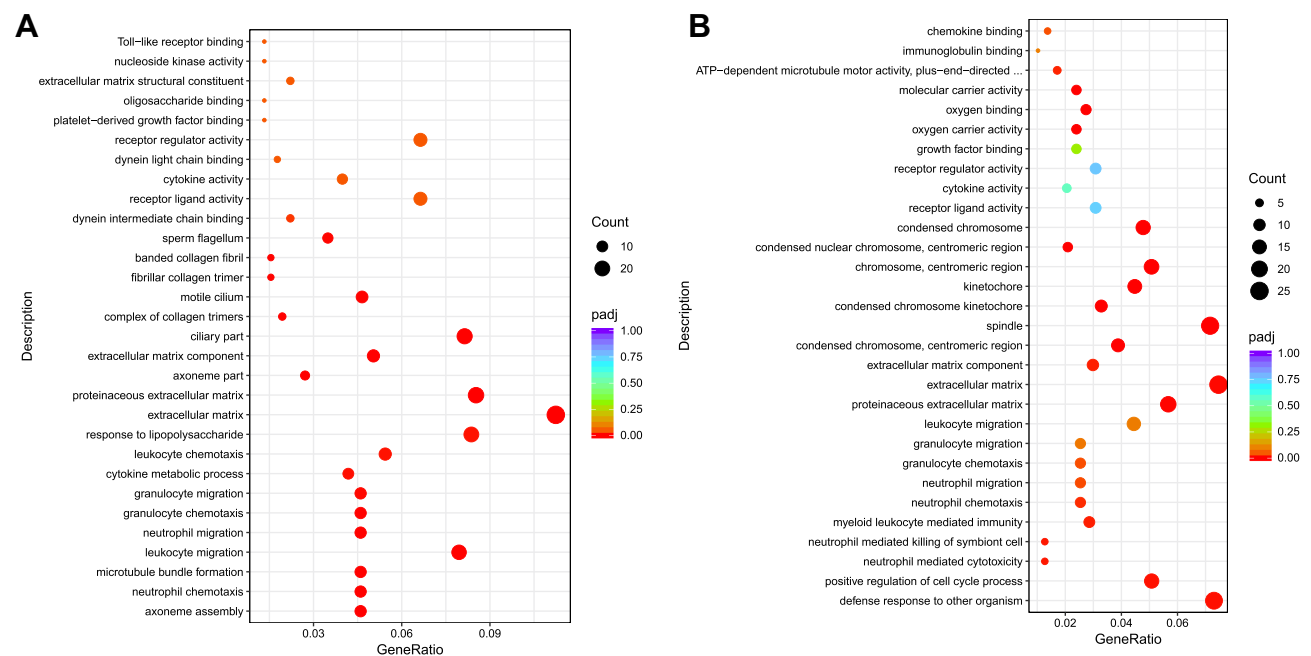 A
Toll−like receptor binding
nucleoside kinase activity
extracellular matrix structural constituent
oligosaccharide binding
platelet−derived growth factor binding
receptor regulator activity
dynein light chain binding
cytokine activity
receptor ligand activity
dynein intermediate chain binding
sperm flagellum
banded collagen fibril
fibrillar collagen trimer
motile cilium
complex of collagen trimers
ciliary part
extracellular matrix component
axoneme part
proteinaceous extracellular matrix
extracellular matrix
response to lipopolysaccharide
leukocyte chemotaxis
cytokine metabolic process
granulocyte migration
granulocyte chemotaxis
neutrophil migration
leukocyte migration
microtubule bundle formation
neutrophil chemotaxis
axoneme assembly
Description
0.03 0.06 0.09
GeneRatio
Count
10
20
padj
1.00
0.75
0.50
0.25
0.00
B
chemokine binding
immunoglobulin binding
ATP−dependent microtubule motor activity, plus−end−directed ...
molecular carrier activity
oxygen binding
oxygen carrier activity
growth factor binding
receptor regulator activity
cytokine activity
receptor ligand activity
condensed chromosome
condensed nuclear chromosome, centromeric region
chromosome, centromeric region
kinetochore
condensed chromosome kinetochore
spindle
condensed chromosome, centromeric region
extracellular matrix component
extracellular matrix
proteinaceous extracellular matrix
leukocyte migration
granulocyte migration
granulocyte chemotaxis
neutrophil migration
neutrophil chemotaxis
myeloid leukocyte mediated immunity
neutrophil mediated killing of symbiont cell
neutrophil mediated cytotoxicity
positive regulation of cell cycle process
defense response to other organism
Description
0.02 0.04 0.06
GeneRatio
Count
5
10
15
20
25
padj
1.00
0.75
0.50
0.25
0.00